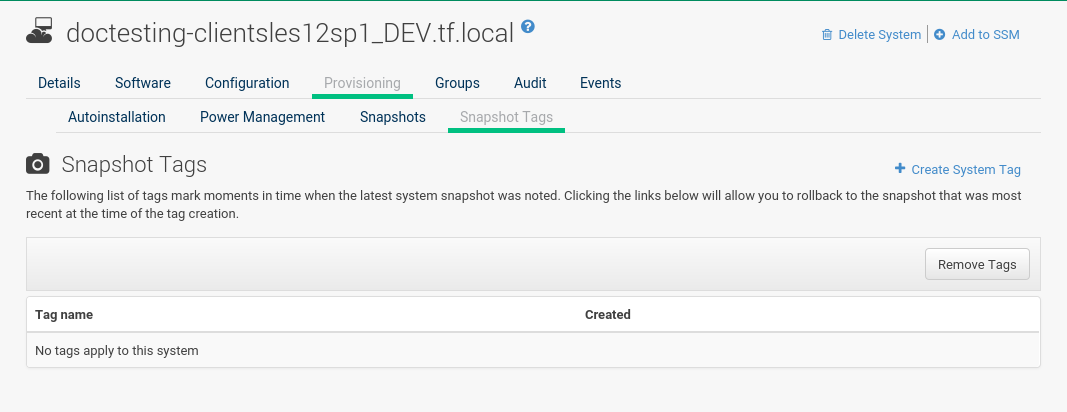 doctesting-clientsles12sp1_DEV.tf.local ?
Delete System | Add to SSM
Details Software Configuration Provisioning Groups Audit Events
Autoinstallation Power Management Snapshots Snapshot Tags
Snapshot Tags
+ Create System Tag
The following list of tags mark moments in time when the latest system snapshot was noted. Clicking the links below will allow you to rollback to the snapshot that was most
recent at the time of the tag creation.
Remove Tags
Tag name Created
No tags apply to this system